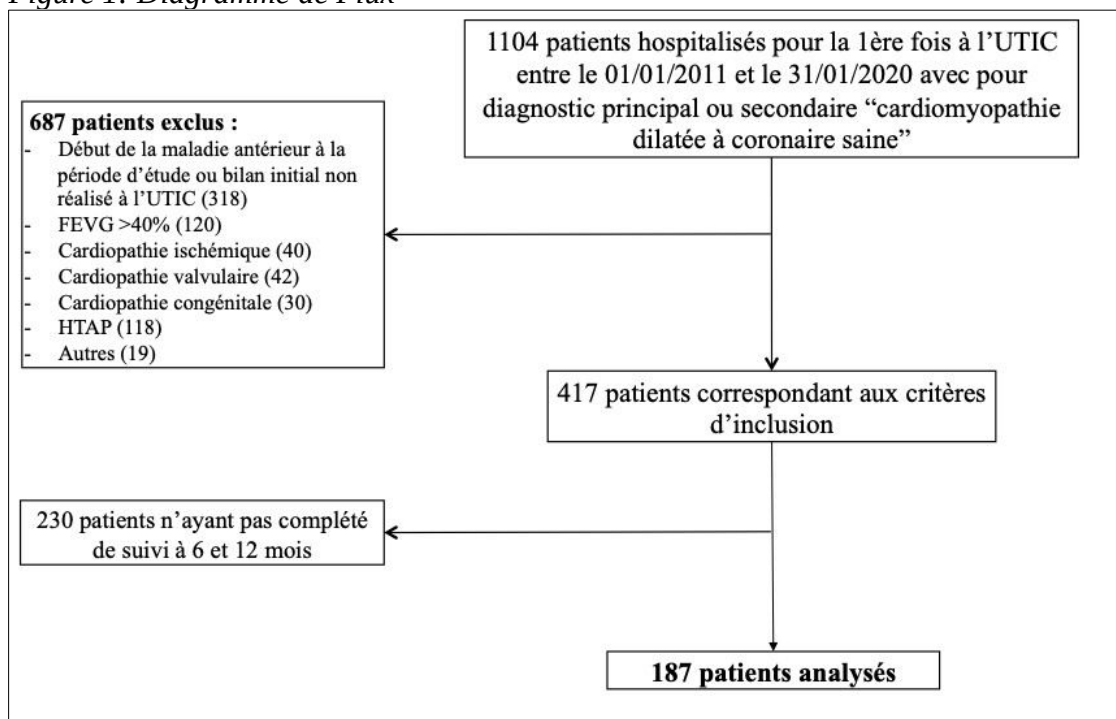 Figure 1: Diagramme de Flux
1104 patients hospitalisés pour la 1ère fois à l’UTIC
entre le 01/01/2011 et le 31/01/2020 avec pour
diagnostic principal ou secondaire “cardiomyopathie
dilatée à coronaire saine”
687 patients exclus :
- Début de la maladie antérieur à la
période d’étude ou bilan initial non
réalisé à l’UTIC (318)
- FEVG >40% (120)
- Cardiopathie ischémique (40)
- Cardiopathie valvulaire (42)
- Cardiopathie congénitale (30)
- HTAP (118)
- Autres (19)
417 patients correspondant aux critères
d’inclusion
230 patients n’ayant pas complété
de suivi à 6 et 12 mois
187 patients analysés